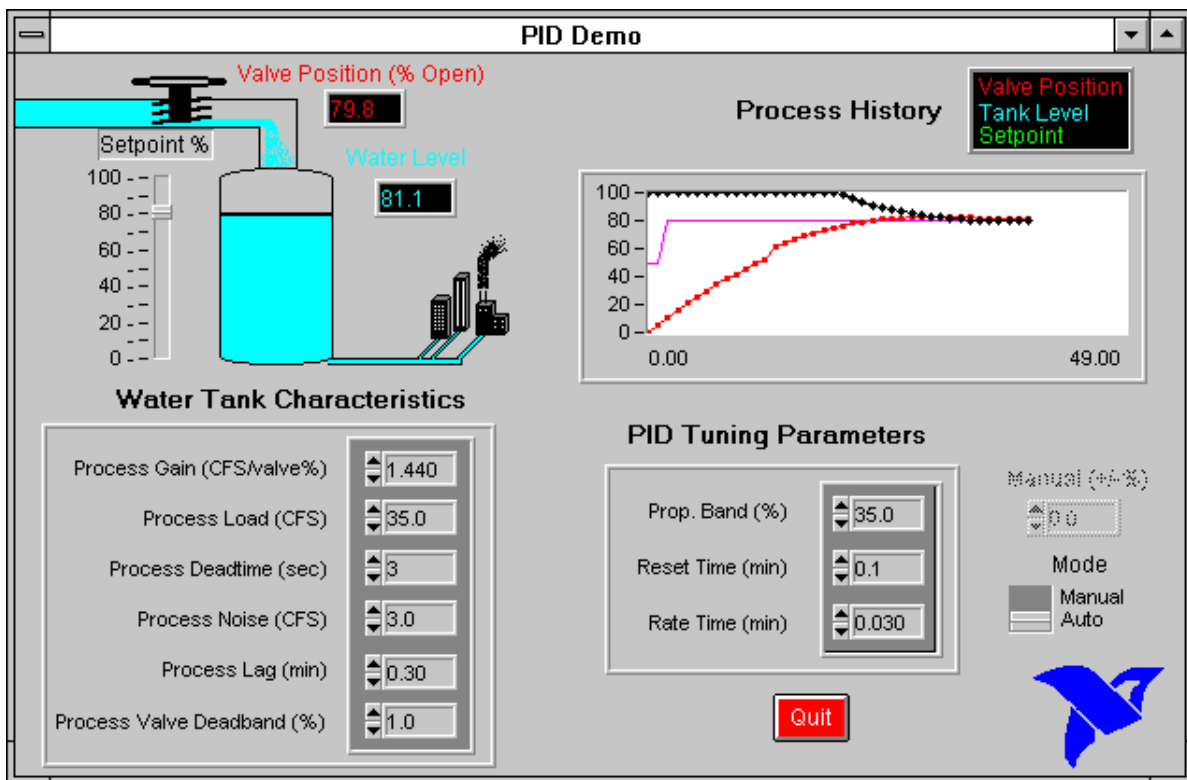 PID Demo
Valve Position (% Open)
79.8
Setpoint %
Water Level
81.1
100
80
60
40
20
0
Process History
Valve Position
Tank Level
Setpoint
100
80
60
40
20
0
0.00 49.00
Water Tank Characteristics
Process Gain (CFS/valve%) 1.440
Process Load (CFS) 35.0
Process Deadtime (sec) 3
Process Noise (CFS) 3.0
Process Lag (min) 0.30
Process Valve Deadband (%) 1.0
PID Tuning Parameters
Prop. Band (%) 35.0
Reset Time (min) 0.1
Rate Time (min) 0.030
Manual (+/-%)
0.0
Mode
Manual
Auto
Quit